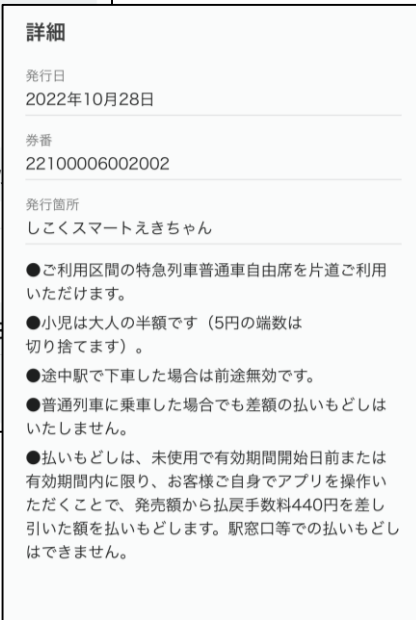 詳細
発行日
2022年10月28日
券番
22100006002002
発行箇所
しこくスマートえきちゃん
●ご利用区間の特急列車普通車自由席を片道ご利用
いただけます。
●小児は大人の半額です（5円の端数は
切り捨てます）。
●途中駅で下車した場合は前途無効です。
●普通列車に乗車した場合でも差額の払いもどしは
いたしません。
●払いもどしは、未使用で有効期間開始日前または
有効期間内に限り、お客様ご自身でアプリを操作い
ただくことで、発売額から払戻手数料440円を差し
引いた額を払いもどします。駅窓口等での払いもどし
はできません。